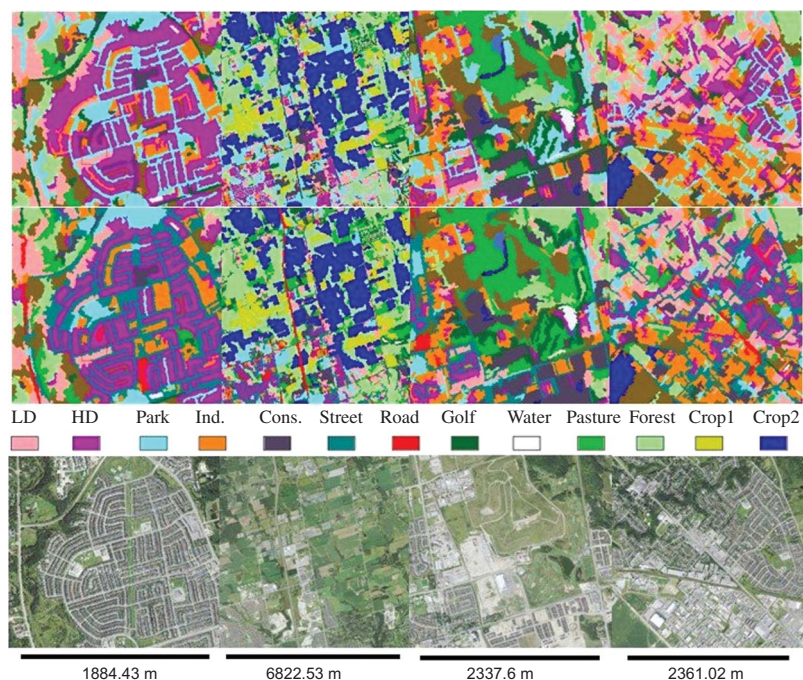 LD HD Park Ind. Cons. Street Road Golf Water Pasture Forest Crop1 Crop2
1884.43 m 6822.53 m 2337.6 m 2361.02 m